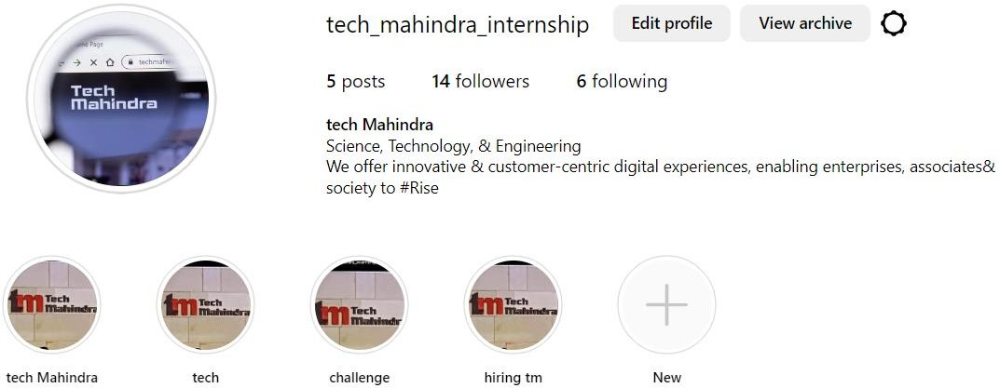 tech_mahindra_internship Edit profile View archive
5 posts 14 followers 6 following
tech Mahindra
Science, Technology, & Engineering
We offer innovative & customer-centric digital experiences, enabling enterprises, associates&
society to #Rise
Page
techmahi
Tech
Mahindra
tm Tech Mahindra
tm Tech Mahindra
tm Tech Mahindr
tm Tech Mahindra
tech Mahindra tech challenge hiring tm New